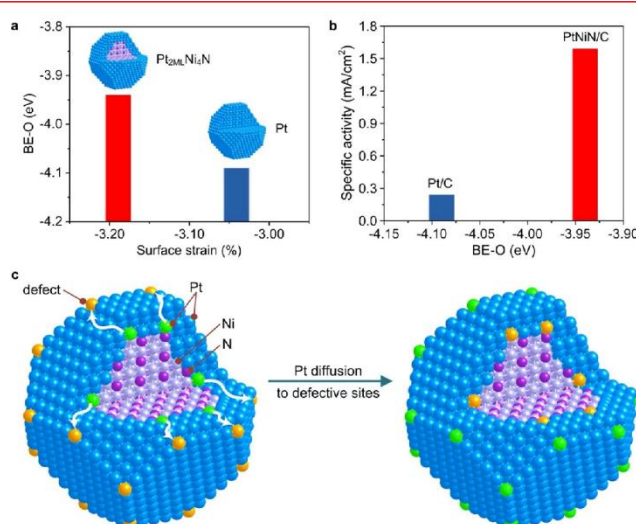 a
-3.8
-3.9
-4.0
-4.1
-4.2
BE-O (eV)
Pt2MLNi4N
Pt
-3.20
-3.10
-3.00
Surface strain (%)
b
1.8
1.5
1.2
0.9
0.6
0.3
0.0
Specific activity (mA/cm²)
PtNiN/C
Pt/C
-4.15
-4.10
-4.05
-4.00
-3.95
-3.90
BE-O (eV)
c
defect
Pt
Ni
N
Pt diffusion
to defective sites